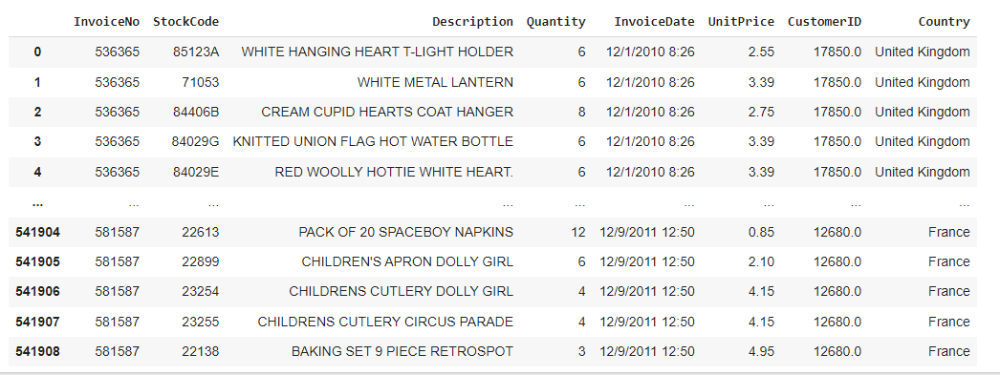 InvoiceNo StockCode Description Quantity InvoiceDate UnitPrice CustomerID Country
0 536365 85123A WHITE HANGING HEART T-LIGHT HOLDER 6 12/1/2010 8:26 2.55 17850.0 United Kingdom
1 536365 71053 WHITE METAL LANTERN 6 12/1/2010 8:26 3.39 17850.0 United Kingdom
2 536365 84406B CREAM CUPID HEARTS COAT HANGER 8 12/1/2010 8:26 2.75 17850.0 United Kingdom
3 536365 84029G KNITTED UNION FLAG HOT WATER BOTTLE 6 12/1/2010 8:26 3.39 17850.0 United Kingdom
4 536365 84029E RED WOOLLY HOTTIE WHITE HEART. 6 12/1/2010 8:26 3.39 17850.0 United Kingdom
... ... ... ... ... ... ... ... ...
541904 581587 22613 PACK OF 20 SPACEBOY NAPKINS 12 12/9/2011 12:50 0.85 12680.0 France
541905 581587 22899 CHILDREN'S APRON DOLLY GIRL 6 12/9/2011 12:50 2.10 12680.0 France
541906 581587 23254 CHILDRENS CUTLERY DOLLY GIRL 4 12/9/2011 12:50 4.15 12680.0 France
541907 581587 23255 CHILDRENS CUTLERY CIRCUS PARADE 4 12/9/2011 12:50 4.15 12680.0 France
541908 581587 22138 BAKING SET 9 PIECE RETROSPOT 3 12/9/2011 12:50 4.95 12680.0 France